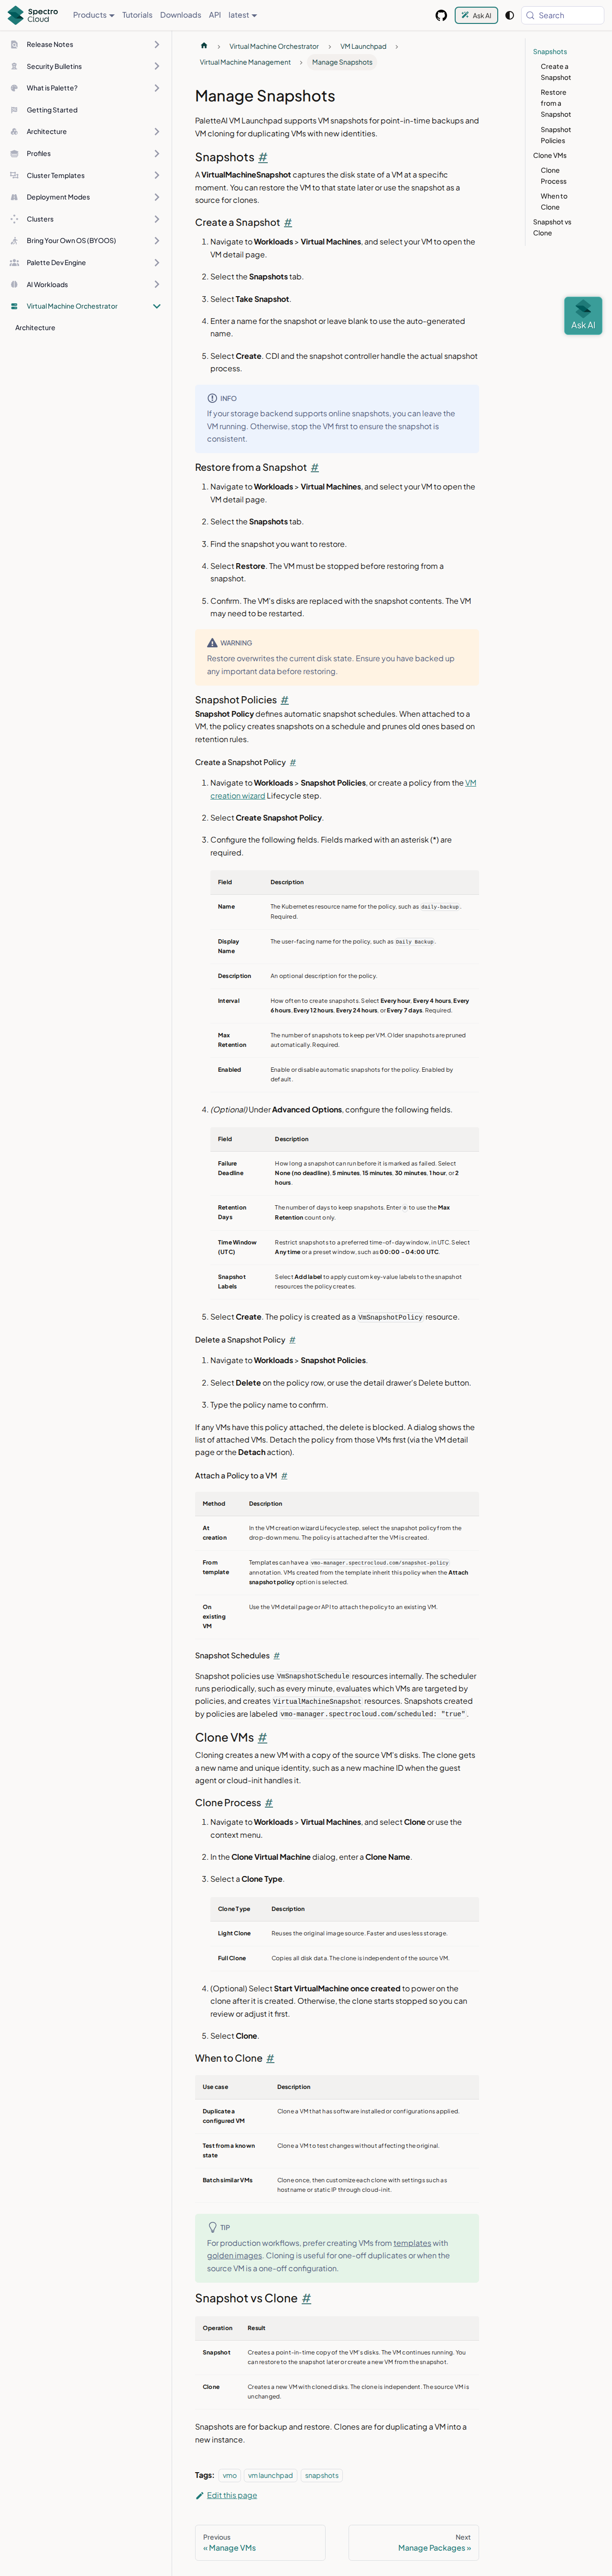 Spectro Cloud
Products
Tutorials
Downloads
API
latest
Ask AI
Search
Release Notes
Security Bulletins
What is Palette?
Getting Started
Architecture
Profiles
Cluster Templates
Deployment Modes
Clusters
Bring Your Own OS (BYOOS)
Palette Dev Engine
AI Workloads
Virtual Machine Orchestrator
Architecture
Virtual Machine Orchestrator > VM Launchpad >
Virtual Machine Management > Manage Snapshots
Manage Snapshots
PaletteAI VM Launchpad supports VM snapshots for point-in-time backups and
VM cloning for duplicating VMs with new identities.
Snapshots #
A VirtualMachineSnapshot captures the disk state of a VM at a specific
moment. You can restore the VM to that state later or use the snapshot as a
source for clones.
Create a Snapshot #
1. Navigate to Workloads > Virtual Machines, and select your VM to open the
VM detail page.
2. Select the Snapshots tab.
3. Select Take Snapshot.
4. Enter a name for the snapshot or leave blank to use the auto-generated
name.
5. Select Create. CDI and the snapshot controller handle the actual snapshot
process.
INFO
If your storage backend supports online snapshots, you can leave the
VM running. Otherwise, stop the VM first to ensure the snapshot is
consistent.
Restore from a Snapshot #
1. Navigate to Workloads > Virtual Machines, and select your VM to open the
VM detail page.
2. Select the Snapshots tab.
3. Find the snapshot you want to restore.
4. Select Restore. The VM must be stopped before restoring from a
snapshot.
5. Confirm. The VM's disks are replaced with the snapshot contents. The VM
may need to be restarted.
WARNING
Restore overwrites the current disk state. Ensure you have backed up
any important data before restoring.
Snapshot Policies #
Snapshot Policy defines automatic snapshot schedules. When attached to a
VM, the policy creates snapshots on a schedule and prunes old ones based on
retention rules.
Create a Snapshot Policy #
1. Navigate to Workloads > Snapshot Policies, or create a policy from the VM
creation wizard Lifecycle step.
2. Select Create Snapshot Policy.
3. Configure the following fields. Fields marked with an asterisk (*) are
required.
Field Description
Name The Kubernetes resource name for the policy, such as daily-backup.
Required.
Display Name The user-facing name for the policy, such as Daily Backup.
Description An optional description for the policy.
Interval How often to create snapshots. Select Every hour, Every 4 hours, Every
6 hours, Every 12 hours, Every 24 hours, or Every 7 days. Required.
Max Retention The number of snapshots to keep per VM. Older snapshots are pruned
automatically. Required.
Enabled Enable or disable automatic snapshots for the policy. Enabled by
default.
4. (Optional) Under Advanced Options, configure the following fields.
Field Description
Failure Deadline How long a snapshot can run before it is marked as failed. Select
None (no deadline), 5 minutes, 15 minutes, 30 minutes, 1 hour, or 2
hours.
Retention Days The number of days to keep snapshots. Enter 0 to use the Max
Retention count only.
Time Window (UTC) Restrict snapshots to a preferred time-of-day window, in UTC. Select
Any time or a preset window, such as 00:00 - 04:00 UTC.
Snapshot Labels Select Add label to apply custom key-value labels to the snapshot
resources the policy creates.
5. Select Create. The policy is created as a VmSnapshotPolicy resource.
Delete a Snapshot Policy #
1. Navigate to Workloads > Snapshot Policies.
2. Select Delete on the policy row, or use the detail drawer's Delete button.
3. Type the policy name to confirm.
If any VMs have this policy attached, the delete is blocked. A dialog shows the
list of attached VMs. Detach the policy from those VMs first (via the VM detail
page or the Detach action).
Attach a Policy to a VM #
Method Description
At creation In the VM creation wizard Lifecycle step, select the snapshot policy from the
drop-down menu. The policy is attached after the VM is created.
From template Templates can have a vmo-manager.spectrocloud.com/snapshot-policy
annotation. VMs created from the template inherit this policy when the Attach
snapshot policy option is selected.
On existing VM Use the VM detail page or API to attach the policy to an existing VM.
Snapshot Schedules #
Snapshot policies use VmSnapshotSchedule resources internally. The scheduler
runs periodically, such as every minute, evaluates which VMs are targeted by
policies, and creates VirtualMachineSnapshot resources. Snapshots created
by policies are labeled vmo-manager.spectrocloud.com/scheduled: "true".
Clone VMs #
Cloning creates a new VM with a copy of the source VM's disks. The clone gets
a new name and unique identity, such as a new machine ID when the guest
agent or cloud-init handles it.
Clone Process #
1. Navigate to Workloads > Virtual Machines, and select Clone or use the
context menu.
2. In the Clone Virtual Machine dialog, enter a Clone Name.
3. Select a Clone Type.
Clone Type Description
Light Clone Reuses the original image source. Faster and uses less storage.
Full Clone Copies all disk data. The clone is independent of the source VM.
4. (Optional) Select Start VirtualMachine once created to power on the
clone after it is created. Otherwise, the clone starts stopped so you can
review or adjust it first.
5. Select Clone.
When to Clone #
Use case Description
Duplicate a configured VM Clone a VM that has software installed or configurations applied.
Test from a known state Clone a VM to test changes without affecting the original.
Batch similar VMs Clone once, then customize each clone with settings such as
hostname or static IP through cloud-init.
TIP
For production workflows, prefer creating VMs from templates with
golden images. Cloning is useful for one-off duplicates or when the
source VM is a one-off configuration.
Snapshot vs Clone #
Operation Result
Snapshot Creates a point-in-time copy of the VM's disks. The VM continues running. You
can restore to the snapshot later or create a new VM from the snapshot.
Clone Creates a new VM with cloned disks. The clone is independent. The source VM is
unchanged.
Snapshots are for backup and restore. Clones are for duplicating a VM into a
new instance.
Tags: vmo vm launchpad snapshots
Edit this page
Previous
« Manage VMs
Next
Manage Packages »
Snapshots
Create a
Snapshot
Restore
from a
Snapshot
Snapshot
Policies
Clone VMs
Clone
Process
When to
Clone
Snapshot vs
Clone
Ask AI